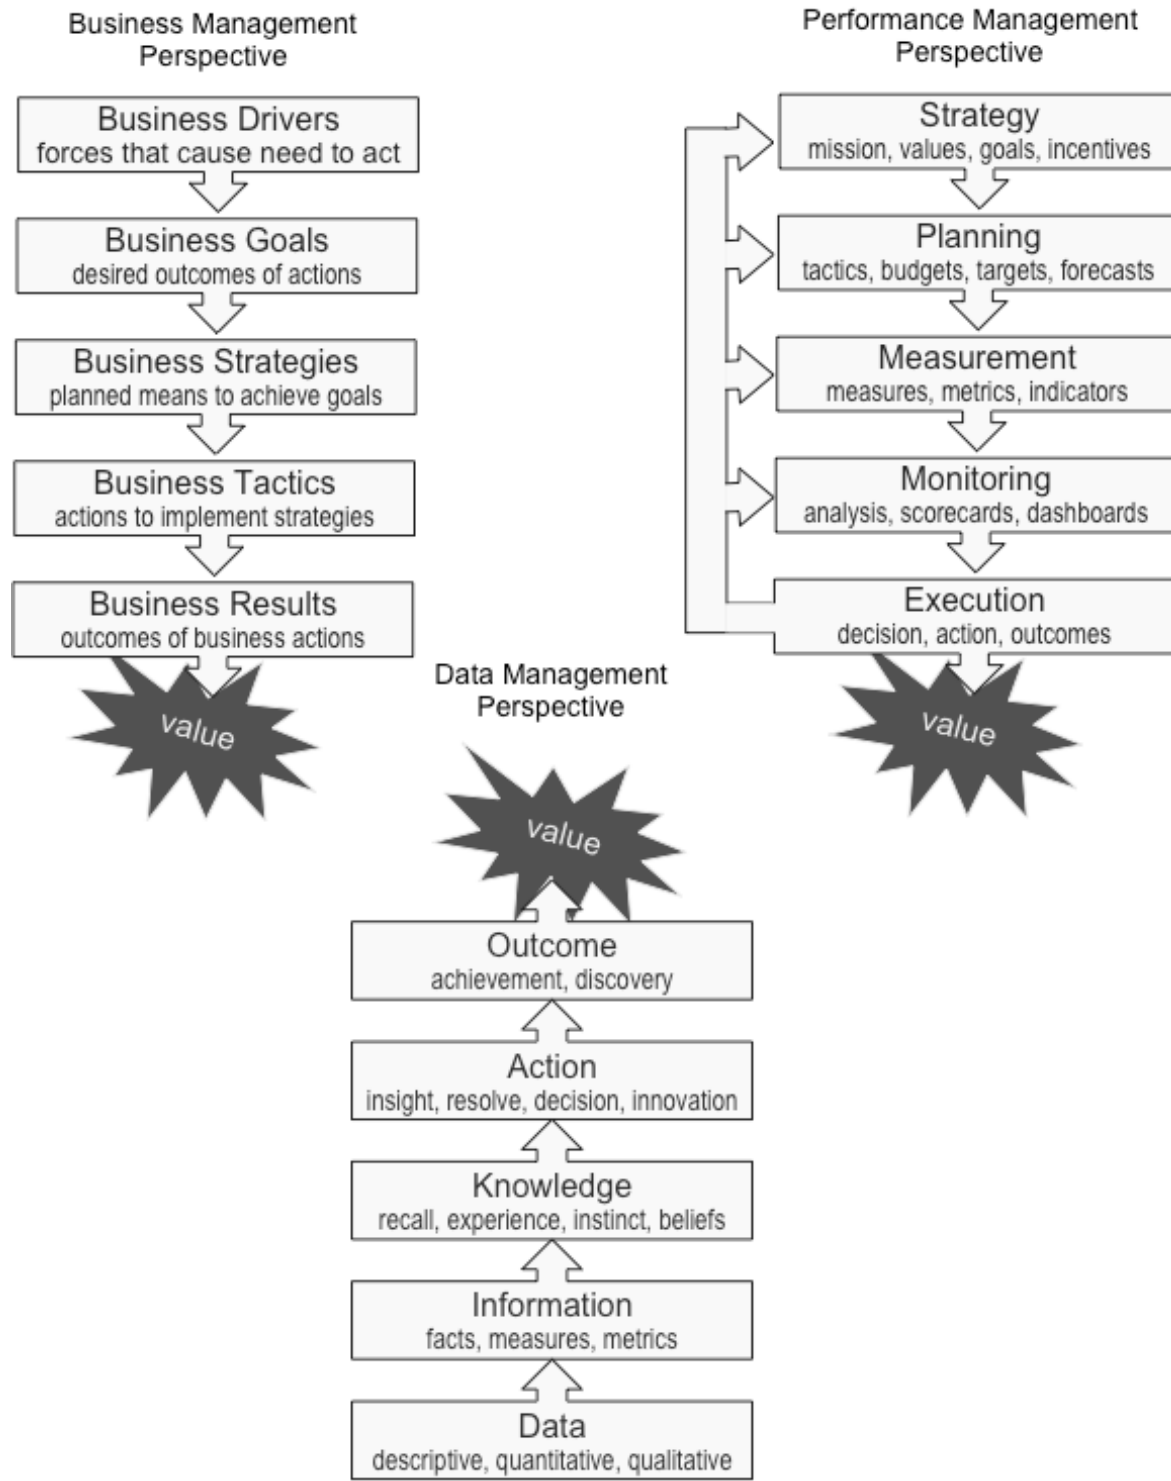 Business Management
Perspective
Business Drivers
forces that cause need to act
Business Goals
desired outcomes of actions
Business Strategies
planned means to achieve goals
Business Tactics
actions to implement strategies
Business Results
outcomes of business actions
value
Performance Management
Perspective
Strategy
mission, values, goals, incentives
Planning
tactics, budgets, targets, forecasts
Measurement
measures, metrics, indicators
Monitoring
analysis, scorecards, dashboards
Execution
decision, action, outcomes
value
Data Management
Perspective
value
Outcome
achievement, discovery
Action
insight, resolve, decision, innovation
Knowledge
recall, experience, instinct, beliefs
Information
facts, measures, metrics
Data
descriptive, quantitative, qualitative